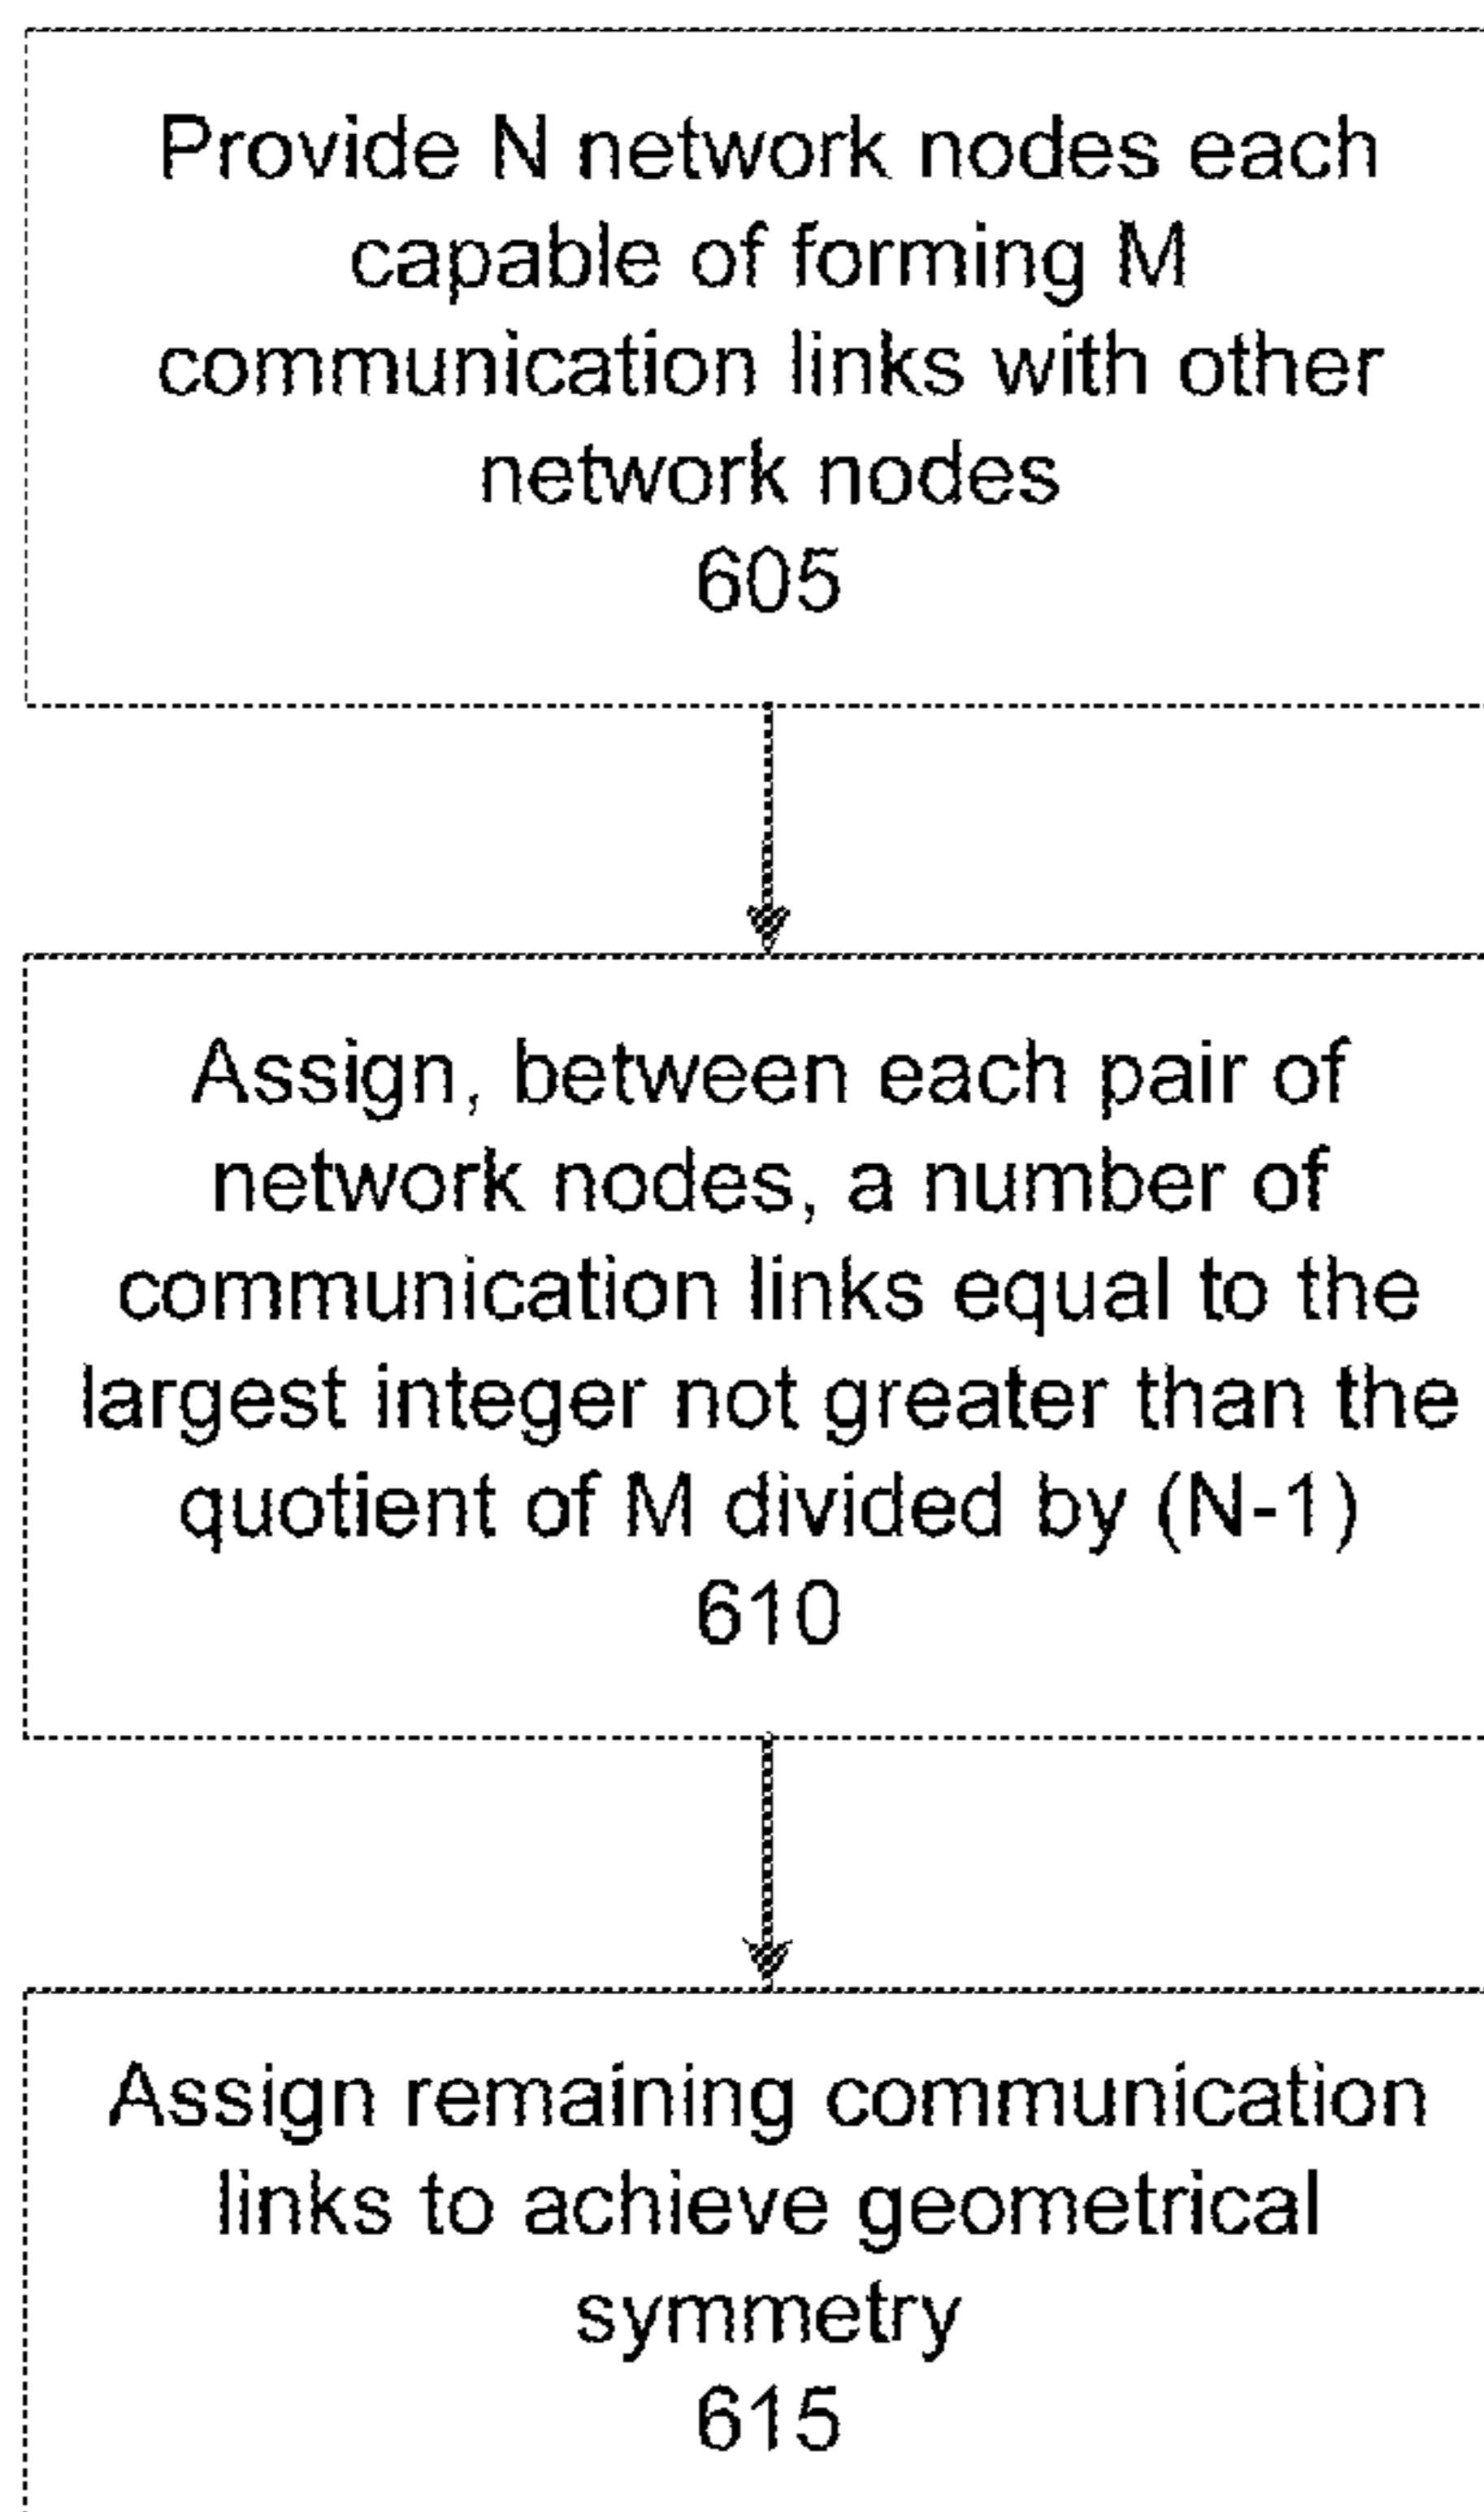 Provide N network nodes each
capable of forming M
communication links with other
network nodes
605
Assign, between each pair of
network nodes, a number of
communication links equal to the
largest integer not greater than the
quotient of M divided by (N-1)
610
Assign remaining communication
links to achieve geometrical
symmetry
615